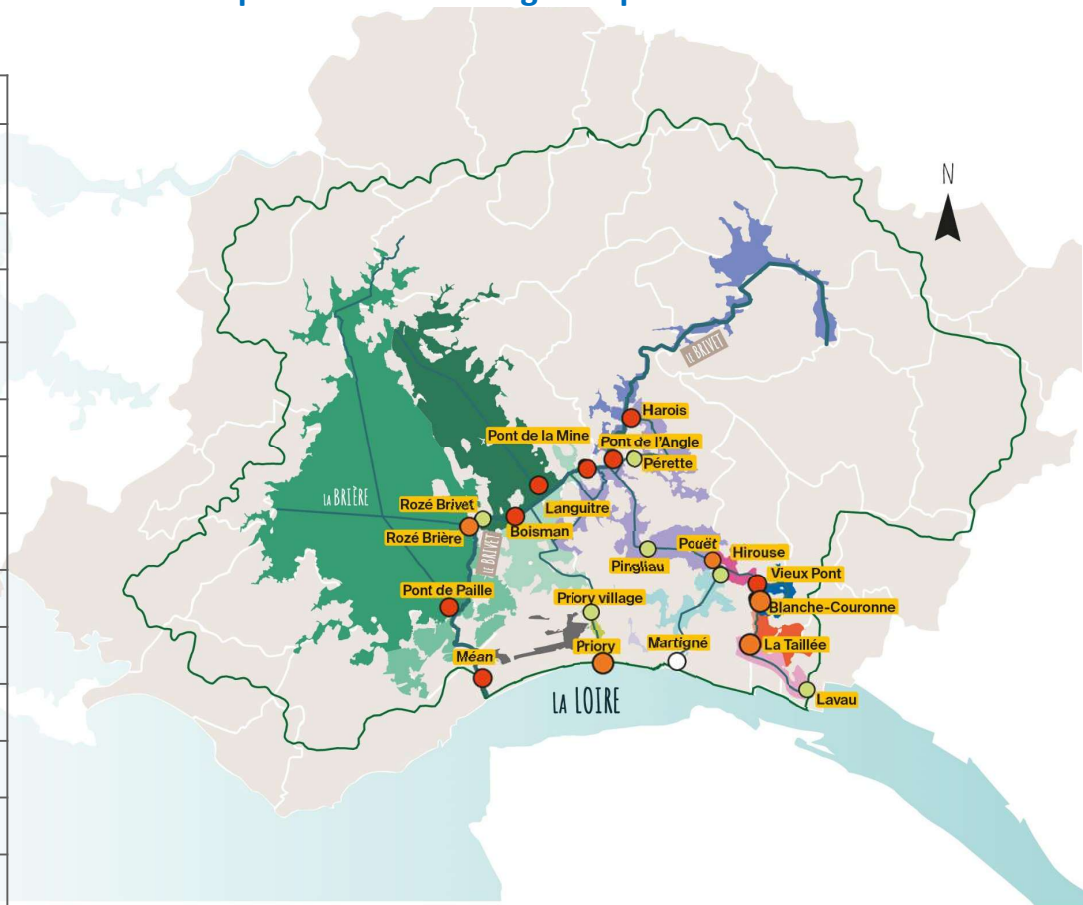 N
LE BRIVET
Harois
Pont de la Mine
Pont de l'Angle
Pérette
LA BRIÈRE
Rozé Brivet
Languitre
Rozé Brière
Boisman
LE BRIVET
Pouët
Hirouse
Pingliau
Vieux Pont
Pont de Paille
Priory village
Blanche-Couronne
Martigné
Priory
La Taillée
Méan
LA LOIRE
Lavau